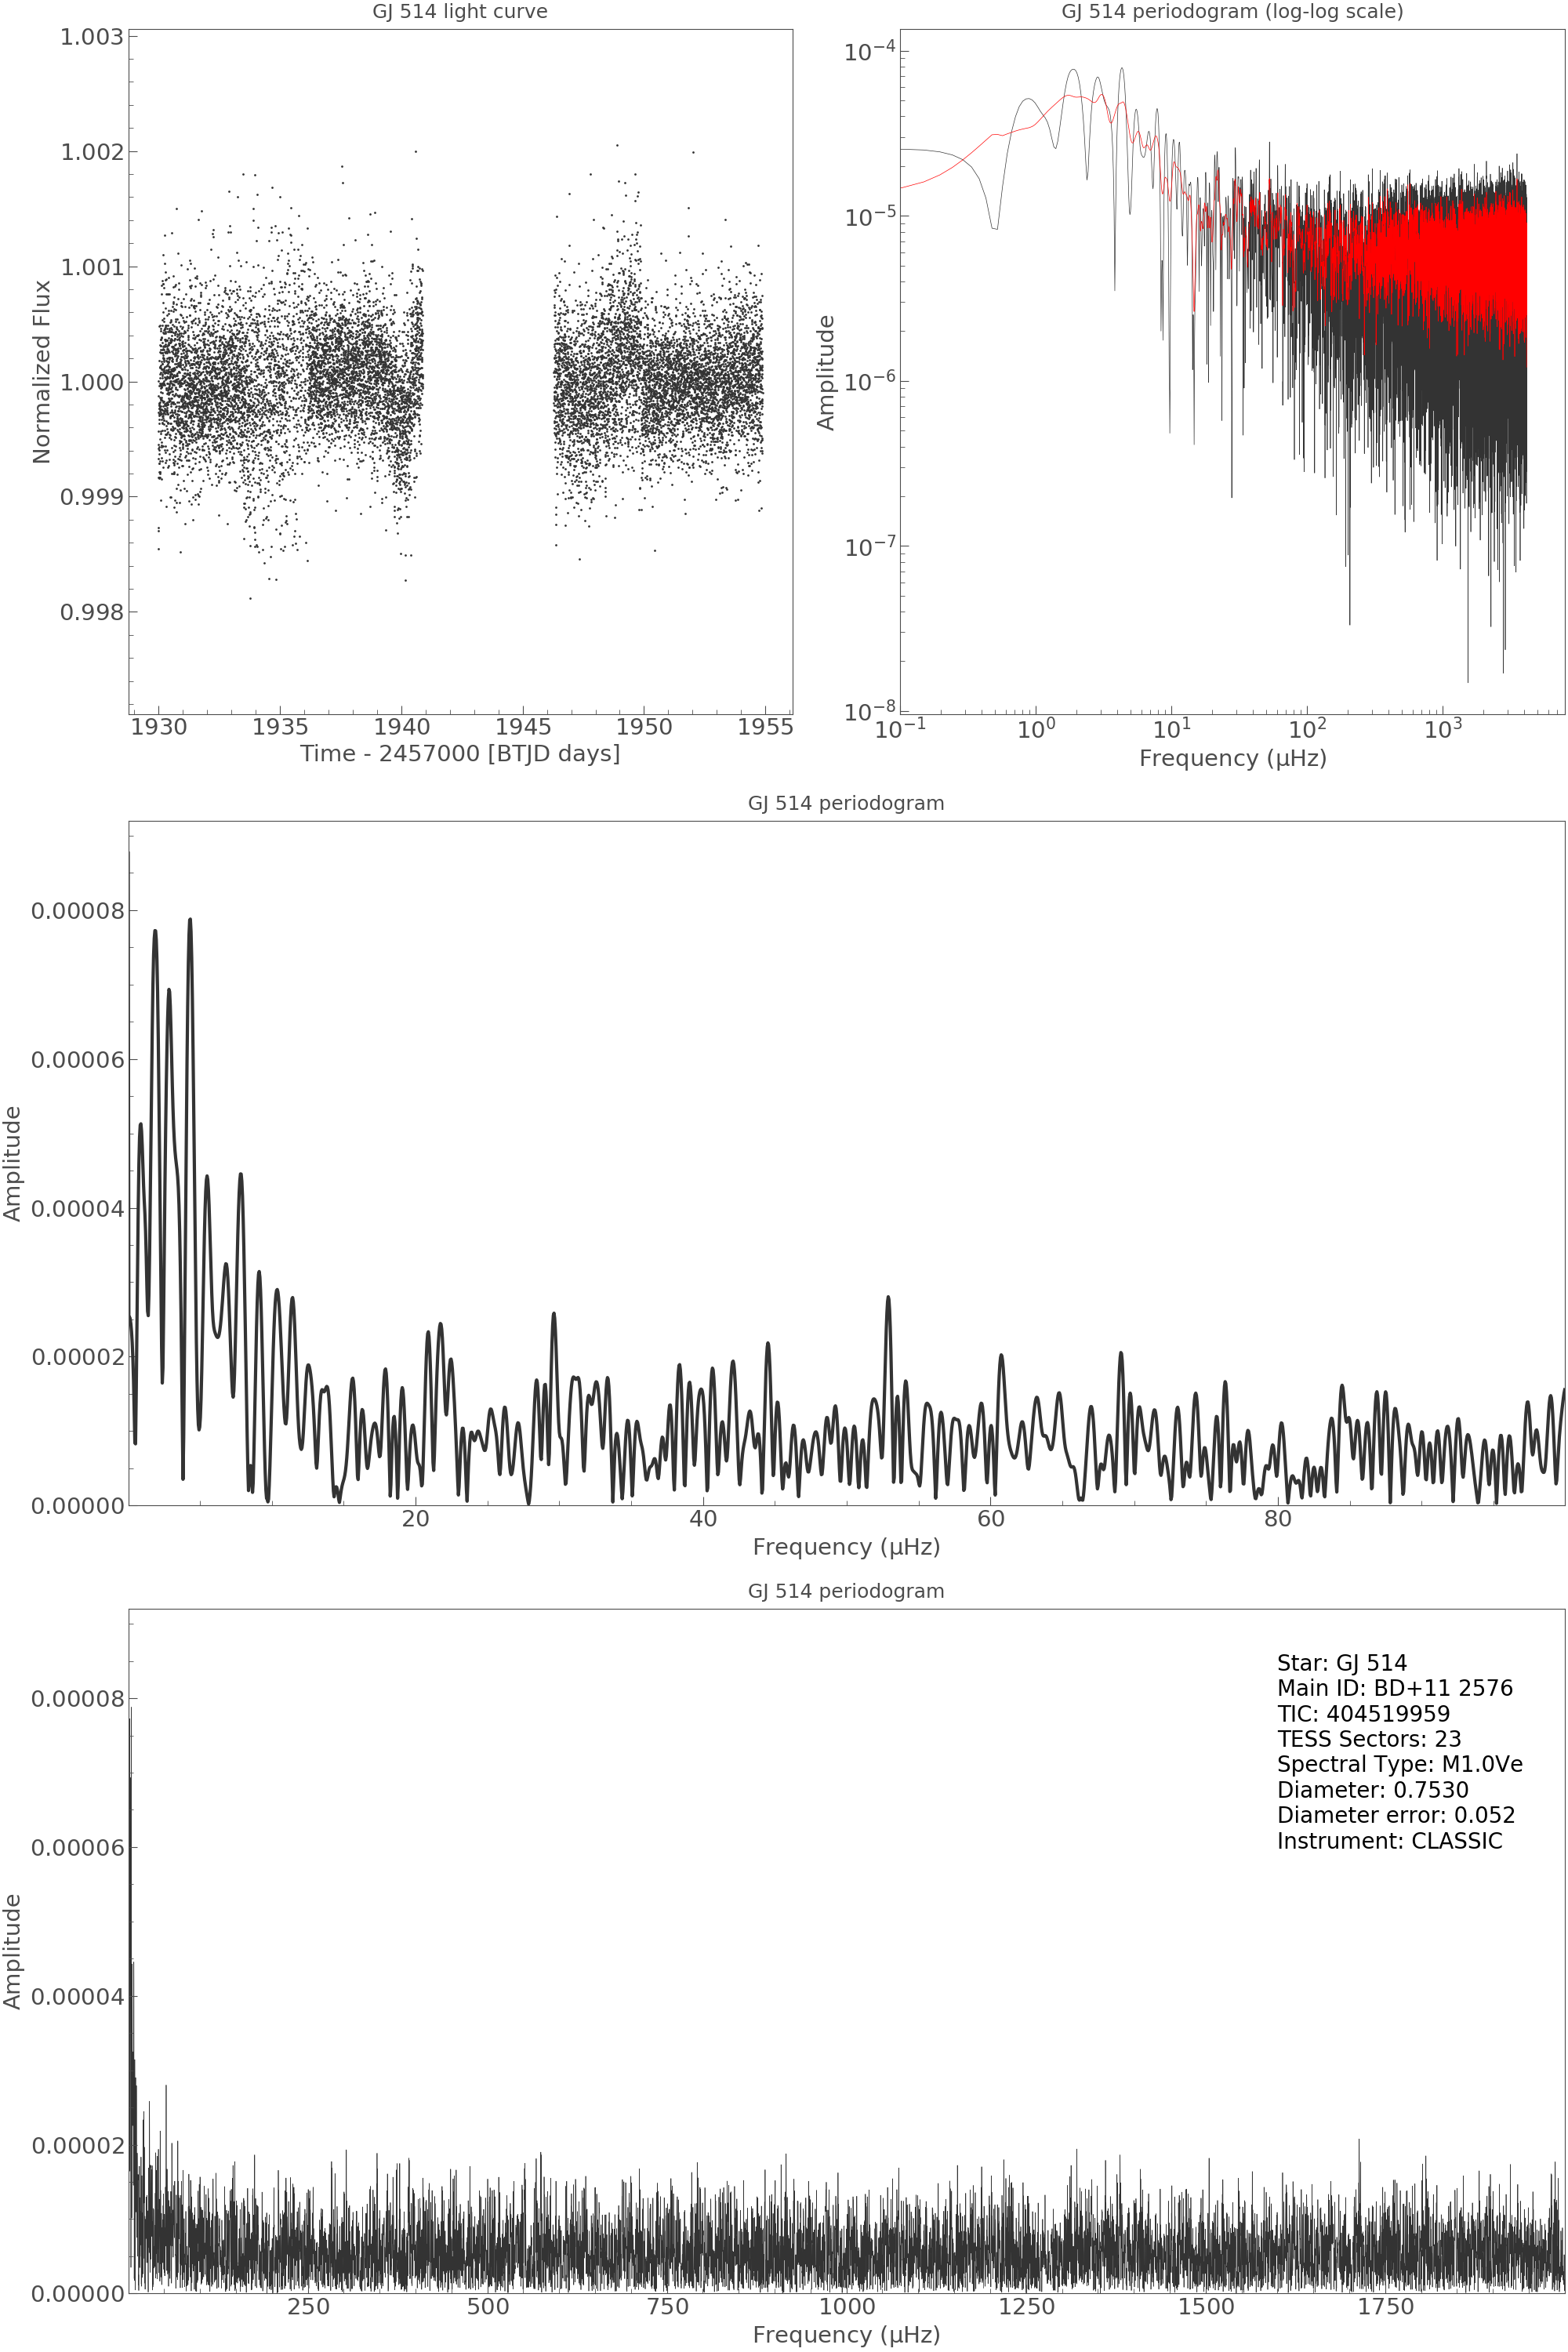 GJ 514 light curve
1.003
1.002
1.001
1.000
0.999
0.998
Normalized Flux
1930 1935 1940 1945 1950 1955
Time - 2457000 [BTJD days]
GJ 514 periodogram (log-log scale)
10⁻⁴
10⁻⁵
10⁻⁶
10⁻⁷
10⁻⁸
Amplitude
10⁻¹ 10⁰ 10¹ 10² 10³
Frequency (μHz)
GJ 514 periodogram
0.00008
0.00006
0.00004
0.00002
0.00000
Amplitude
20 40 60 80
Frequency (μHz)
GJ 514 periodogram
0.00008
0.00006
0.00004
0.00002
0.00000
Amplitude
Star: GJ 514
Main ID: BD+11 2576
TIC: 404519959
TESS Sectors: 23
Spectral Type: M1.0Ve
Diameter: 0.7530
Diameter error: 0.052
Instrument: CLASSIC
250 500 750 1000 1250 1500 1750
Frequency (μHz)